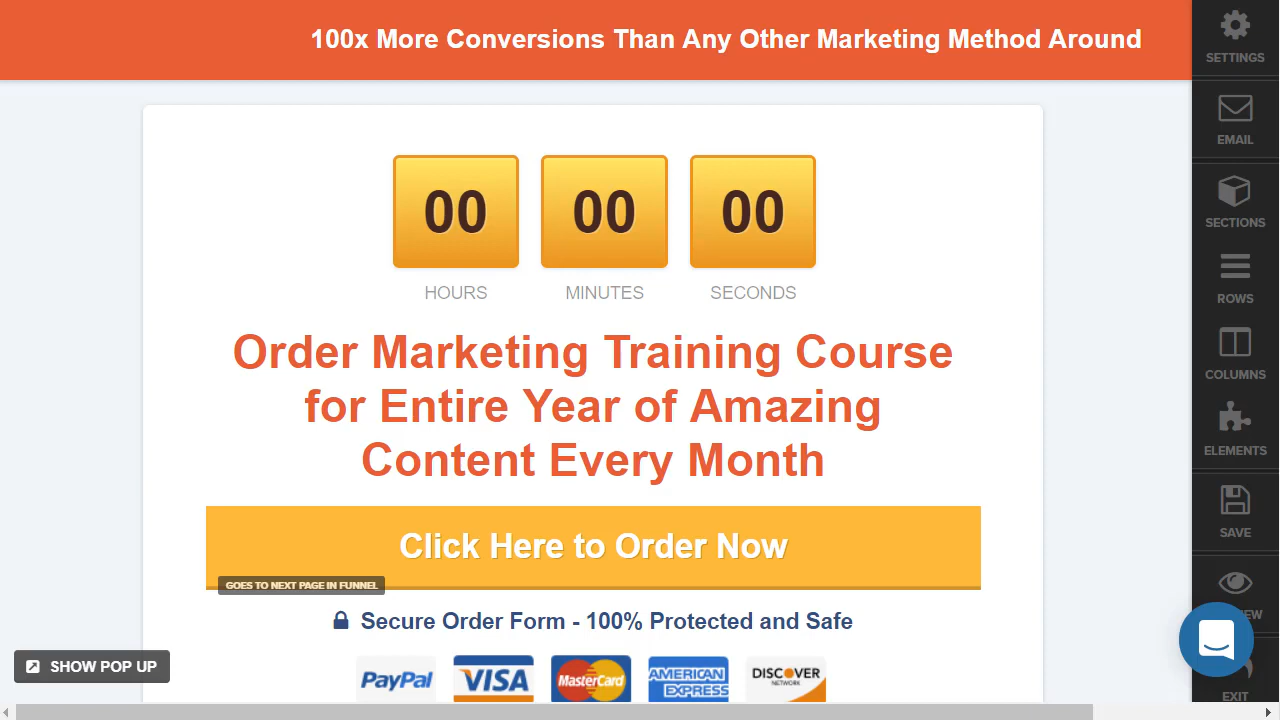 100x More Conversions Than Any Other Marketing Method Around
00 00 00
HOURS MINUTES SECONDS
Order Marketing Training Course
for Entire Year of Amazing
Content Every Month
Click Here to Order Now
GOES TO NEXT PAGE IN FUNNEL
Secure Order Form - 100% Protected and Safe
PayPal VISA MasterCard AMERICAN EXPRESS DISCOVER NETWORK
SHOW POP UP
SETTINGS
EMAIL
SECTIONS
ROWS
COLUMNS
ELEMENTS
SAVE
EXIT